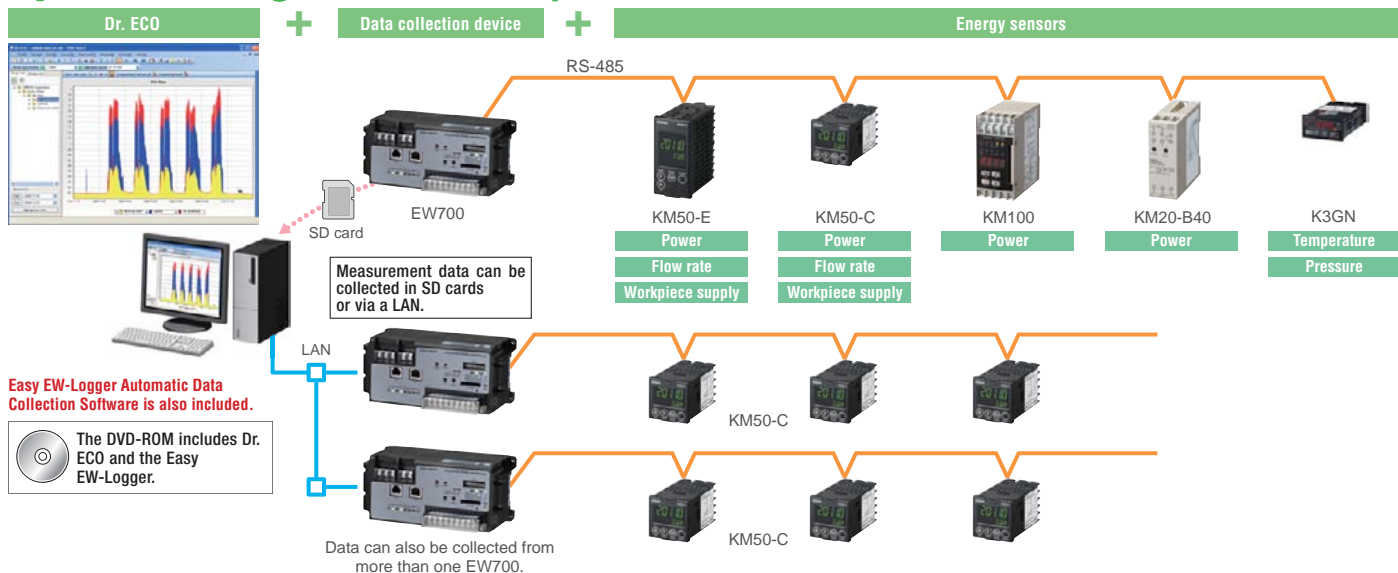 Dr. ECO
+
Data collection device
+
Energy sensors
RS-485
EW700
SD card
KM50-E
Power
Flow rate
Workpiece supply
KM50-C
Power
Flow rate
Workpiece supply
KM100
Power
KM20-B40
Power
K3GN
Temperature
Pressure
Measurement data can be
collected in SD cards
or via a LAN.
LAN
Easy EW-Logger Automatic Data
Collection Software is also included.
The DVD-ROM includes Dr.
ECO and the Easy
EW-Logger.
KM50-C
KM50-C
Data can also be collected from
more than one EW700.